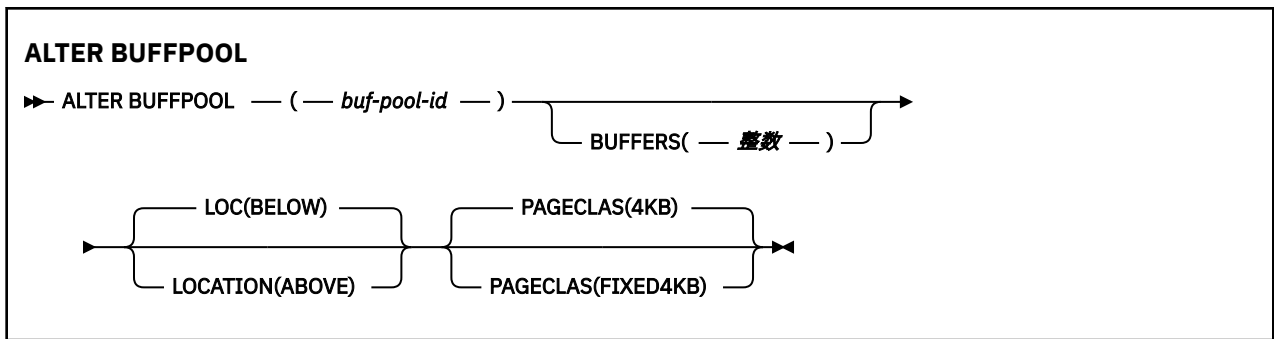 ALTER BUFFPOOL
ALTER BUFFPOOL ( buf-pool-id )
BUFFERS( 整数 )
LOC(BELOW) PAGECLAS(4KB)
LOCATION(ABOVE) PAGECLAS(FIXED4KB)